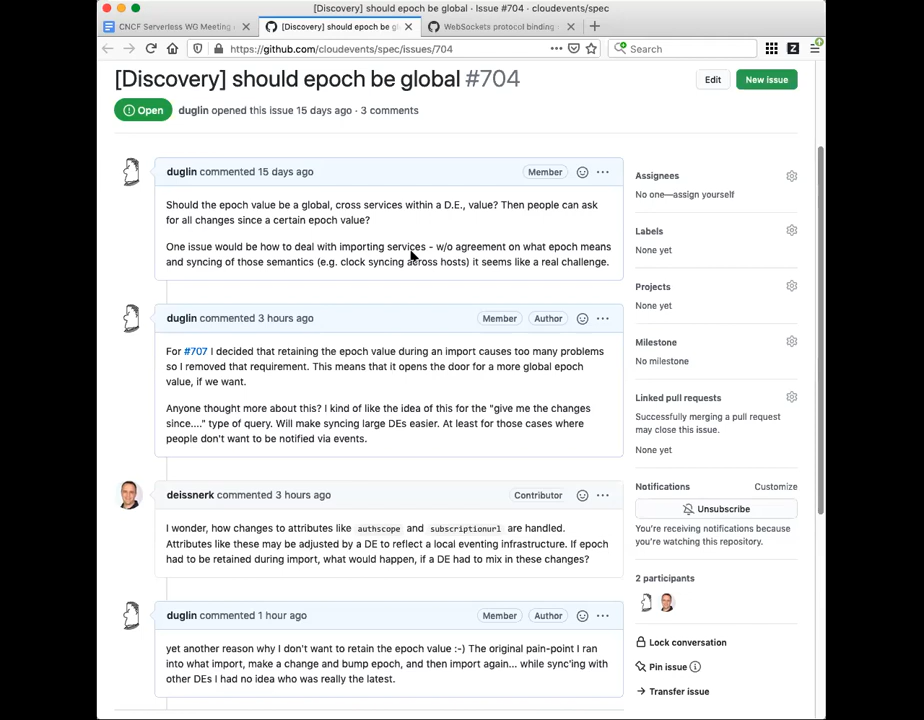 [Discovery] should epoch be global · Issue #704 · cloudevents/spec
CNCF Serverless WG Meeting
[Discovery] should epoch be gl
WebSockets protocol binding
https://github.com/cloudevents/spec/issues/704
Search
[Discovery] should epoch be global #704
Edit
New issue
Open
duglin opened this issue 15 days ago · 3 comments
duglin commented 15 days ago
Member
Should the epoch value be a global, cross services within a D.E., value? Then people can ask
for all changes since a certain epoch value?
One issue would be how to deal with importing services - w/o agreement on what epoch means
and syncing of those semantics (e.g. clock syncing across hosts) it seems like a real challenge.
duglin commented 3 hours ago
Member
Author
For #707 I decided that retaining the epoch value during an import causes too many problems
so I removed that requirement. This means that it opens the door for a more global epoch
value, if we want.
Anyone thought more about this? I kind of like the idea of this for the "give me the changes
since...." type of query. Will make syncing large DEs easier. At least for those cases where
people don't want to be notified via events.
deissnerk commented 3 hours ago
Contributor
I wonder, how changes to attributes like authscope and subscriptionurl are handled.
Attributes like these may be adjusted by a DE to reflect a local eventing infrastructure. If epoch
had to be retained during import, what would happen, if a DE had to mix in these changes?
duglin commented 1 hour ago
Member
Author
yet another reason why I don't want to retain the epoch value :-) The original pain-point I ran
into what import, make a change and bump epoch, and then import again... while sync'ing with
other DEs I had no idea who was really the latest.
Assignees
No one—assign yourself
Labels
None yet
Projects
None yet
Milestone
No milestone
Linked pull requests
Successfully merging a pull request
may close this issue.
None yet
Notifications
Customize
Unsubscribe
You're receiving notifications because
you're watching this repository.
2 participants
Lock conversation
Pin issue
Transfer issue